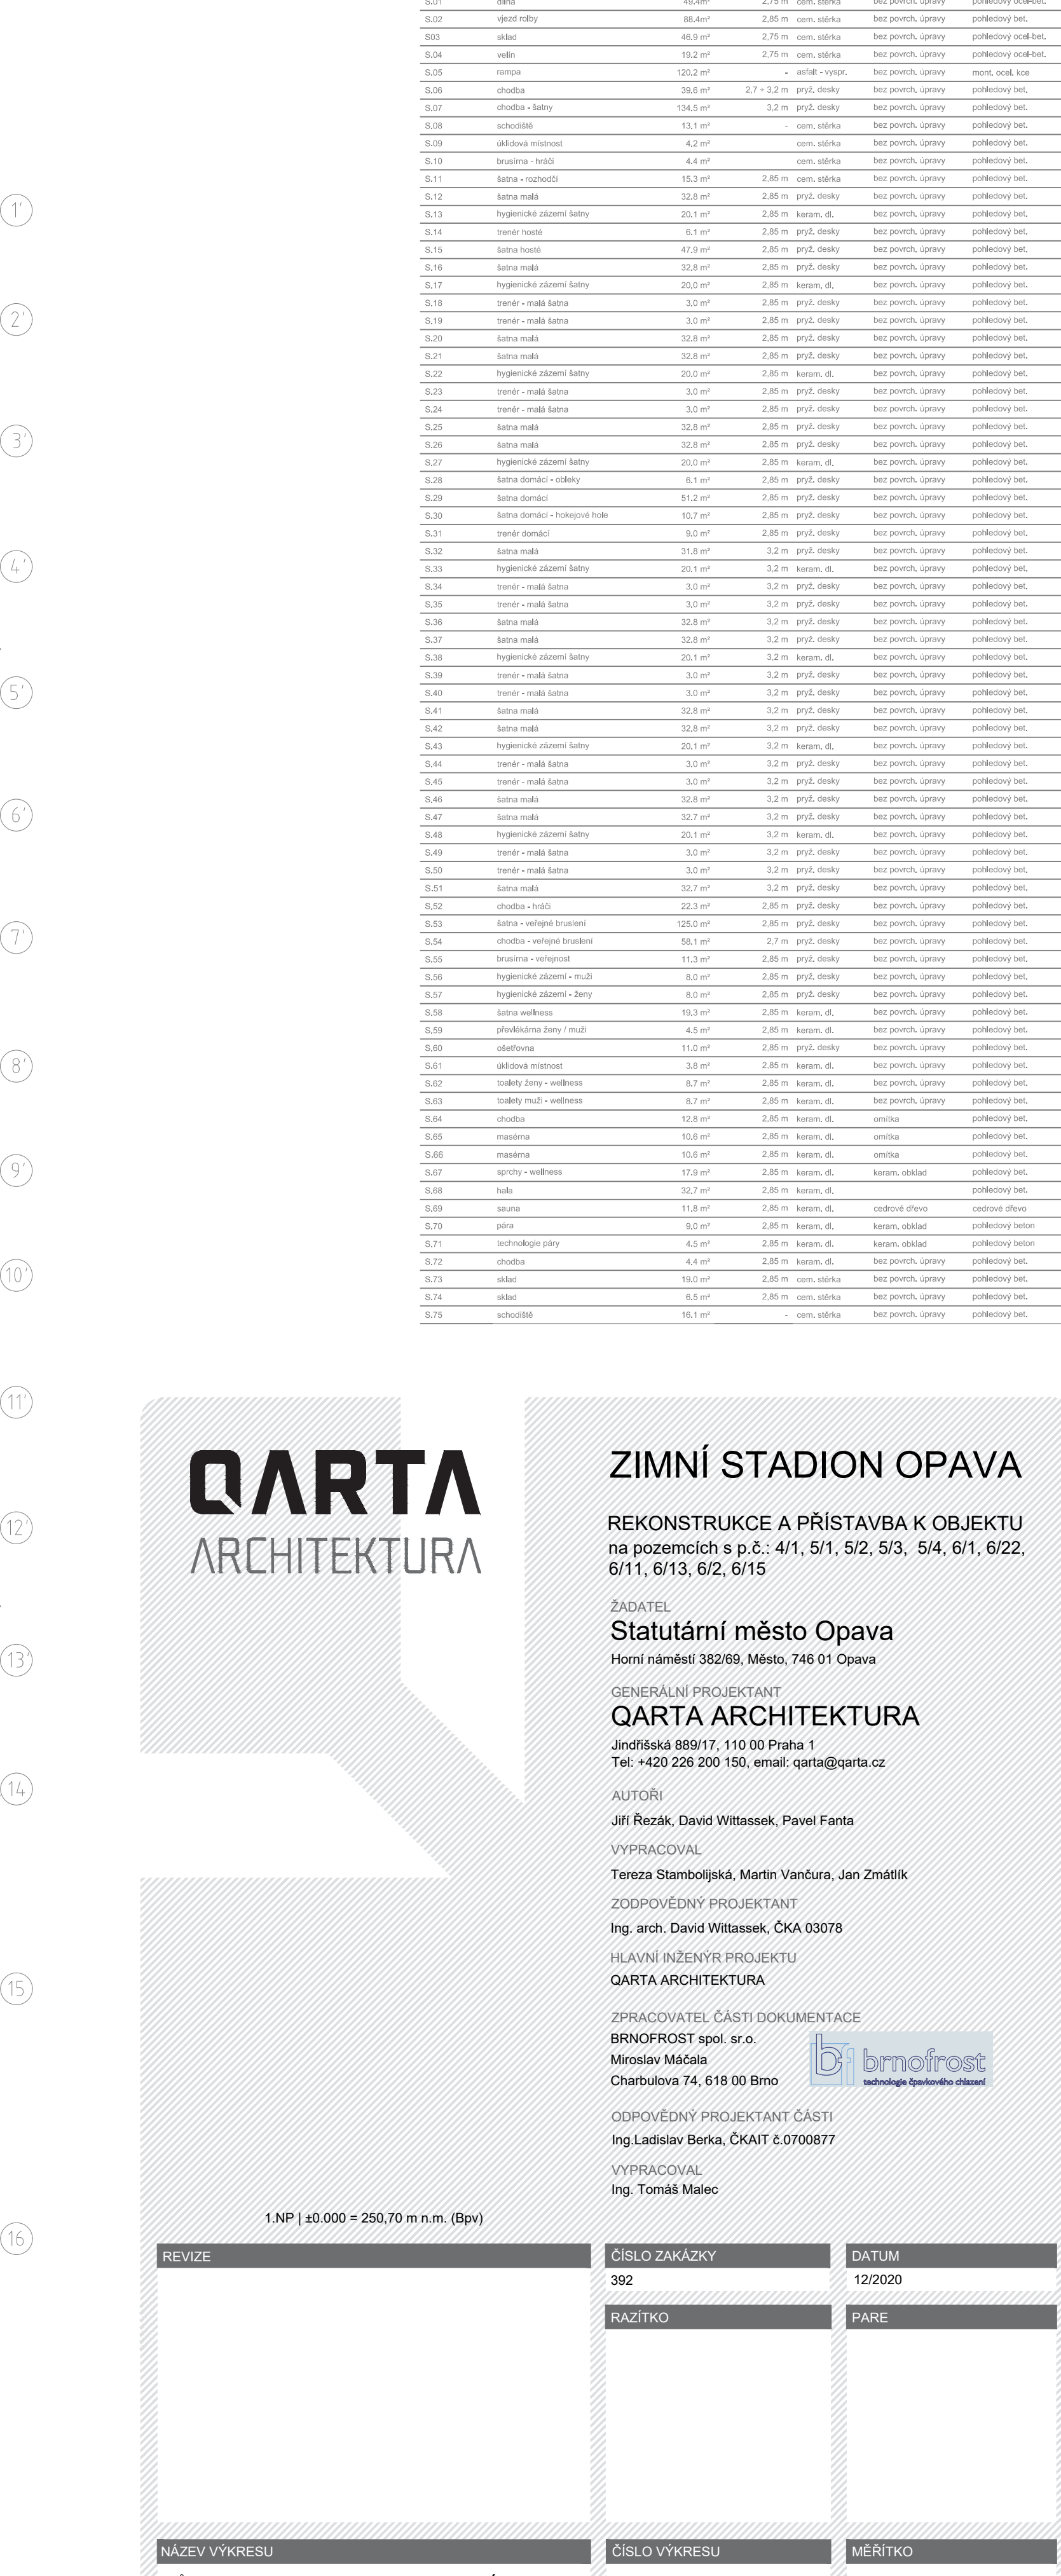 S.01 dílna 49.4m² 2,75 m cem. stěrka bez povrch. úpravy pohledový ocel-bet.
S.02 vjezd rolby 88.4m² 2,85 m cem. stěrka bez povrch. úpravy pohledový bet.
S03 sklad 46.9 m² 2,75 m cem. stěrka bez povrch. úpravy pohledový ocel-bet.
S.04 velín 19.2 m² 2,75 m cem. stěrka bez povrch. úpravy pohledový ocel-bet.
S.05 rampa 120.2 m² - asfalt - vyspr. bez povrch. úpravy mont. ocel. kce
S.06 chodba 39,6 m² 2,7 ÷ 3,2 m pryž. desky bez povrch. úpravy pohledový bet.
S.07 chodba - šatny 134,5 m² 3,2 m pryž. desky bez povrch. úpravy pohledový bet.
S.08 schodiště 13,1 m² - cem. stěrka bez povrch. úpravy pohledový bet.
S.09 úklidová místnost 4,2 m² cem. stěrka bez povrch. úpravy pohledový bet.
S.10 brusírna - hráči 4.4 m² cem. stěrka bez povrch. úpravy pohledový bet.
S.11 šatna - rozhodčí 15.3 m² 2,85 m cem. stěrka bez povrch. úpravy pohledový bet.
S.12 šatna malá 32.8 m² 2,85 m pryž. desky bez povrch. úpravy pohledový bet.
S.13 hygienické zázemí šatny 20.1 m² 2,85 m keram. dl. bez povrch. úpravy pohledový bet.
S.14 trenér hosté 6.1 m² 2,85 m pryž. desky bez povrch. úpravy pohledový bet.
S.15 šatna hosté 47,9 m² 2,85 m pryž. desky bez povrch. úpravy pohledový bet.
S.16 šatna malá 32,8 m² 2,85 m pryž. desky bez povrch. úpravy pohledový bet.
S.17 hygienické zázemí šatny 20,0 m² 2,85 m keram. dl. bez povrch. úpravy pohledový bet.
S.18 trenér - malá šatna 3,0 m² 2,85 m pryž. desky bez povrch. úpravy pohledový bet.
S.19 trenér - malá šatna 3,0 m² 2,85 m pryž. desky bez povrch. úpravy pohledový bet.
S.20 šatna malá 32.8 m² 2,85 m pryž. desky bez povrch. úpravy pohledový bet.
S.21 šatna malá 32.8 m² 2,85 m pryž. desky bez povrch. úpravy pohledový bet.
S.22 hygienické zázemí šatny 20,0 m² 2,85 m keram. dl. bez povrch. úpravy pohledový bet.
S.23 trenér - malá šatna 3,0 m² 2,85 m pryž. desky bez povrch. úpravy pohledový bet.
S.24 trenér - malá šatna 3,0 m² 2,85 m pryž. desky bez povrch. úpravy pohledový bet.
S.25 šatna malá 32,8 m² 2,85 m pryž. desky bez povrch. úpravy pohledový bet.
S.26 šatna malá 32,8 m² 2,85 m pryž. desky bez povrch. úpravy pohledový bet.
S.27 hygienické zázemí šatny 20,0 m² 2,85 m keram. dl. bez povrch. úpravy pohledový bet.
S.28 šatna domácí - obleky 6.1 m² 2,85 m pryž. desky bez povrch. úpravy pohledový bet.
S.29 šatna domácí 51.2 m² 2,85 m pryž. desky bez povrch. úpravy pohledový bet.
S.30 šatna domácí - hokejové hole 10,7 m² 2,85 m pryž. desky bez povrch. úpravy pohledový bet.
S.31 trenér domácí 9.0 m² 2,85 m pryž. desky bez povrch. úpravy pohledový bet.
S.32 šatna malá 31.8 m² 3,2 m pryž. desky bez povrch. úpravy pohledový bet.
S.33 hygienické zázemí šatny 20,1 m² 3,2 m keram. dl. bez povrch. úpravy pohledový bet.
S.34 trenér - malá šatna 3,0 m² 3,2 m pryž. desky bez povrch. úpravy pohledový bet.
S.35 trenér - malá šatna 3,0 m² 3,2 m pryž. desky bez povrch. úpravy pohledový bet.
S.36 šatna malá 32.8 m² 3,2 m pryž. desky bez povrch. úpravy pohledový bet.
S.37 šatna malá 32,8 m² 3,2 m pryž. desky bez povrch. úpravy pohledový bet.
S.38 hygienické zázemí šatny 20,1 m² 3,2 m keram. dl. bez povrch. úpravy pohledový bet.
S.39 trenér - malá šatna 3.0 m² 3,2 m pryž. desky bez povrch. úpravy pohledový bet.
S.40 trenér - malá šatna 3.0 m² 3,2 m pryž. desky bez povrch. úpravy pohledový bet.
S.41 šatna malá 32,8 m² 3,2 m pryž. desky bez povrch. úpravy pohledový bet.
S.42 šatna malá 32,8 m² 3,2 m pryž. desky bez povrch. úpravy pohledový bet.
S.43 hygienické zázemí šatny 20,1 m² 3,2 m keram. dl. bez povrch. úpravy pohledový bet.
S.44 trenér - malá šatna 3,0 m² 3,2 m pryž. desky bez povrch. úpravy pohledový bet.
S.45 trenér - malá šatna 3.0 m² 3,2 m pryž. desky bez povrch. úpravy pohledový bet.
S.46 šatna malá 32.8 m² 3,2 m pryž. desky bez povrch. úpravy pohledový bet.
S.47 šatna malá 32.7 m² 3,2 m pryž. desky bez povrch. úpravy pohledový bet.
S.48 hygienické zázemí šatny 20.1 m² 3,2 m keram. dl. bez povrch. úpravy pohledový bet.
S.49 trenér - malá šatna 3.0 m² 3,2 m pryž. desky bez povrch. úpravy pohledový bet.
S.50 trenér - malá šatna 3,0 m² 3,2 m pryž. desky bez povrch. úpravy pohledový bet.
S.51 šatna malá 32.7 m² 3,2 m pryž. desky bez povrch. úpravy pohledový bet.
S.52 chodba - hráči 22.3 m² 2,85 m pryž. desky bez povrch. úpravy pohledový bet.
S.53 šatna - veřejné bruslení 125.0 m² 2,85 m pryž. desky bez povrch. úpravy pohledový bet.
S.54 chodba - veřejné bruslení 58.1 m² 2,7 m pryž. desky bez povrch. úpravy pohledový bet.
S.55 brusírna - veřejnost 11,3 m² 2,85 m pryž. desky bez povrch. úpravy pohledový bet.
S.56 hygienické zázemí - muži 8.0 m² 2,85 m pryž. desky bez povrch. úpravy pohledový bet.
S.57 hygienické zázemí - ženy 8,0 m² 2,85 m pryž. desky bez povrch. úpravy pohledový bet.
S.58 šatna wellness 19,3 m² 2,85 m keram. dl. bez povrch. úpravy pohledový bet.
S.59 převlékárna ženy / muži 4.5 m² 2,85 m keram. dl. bez povrch. úpravy pohledový bet.
S.60 ošetřovna 11.0 m² 2,85 m pryž. desky bez povrch. úpravy pohledový bet.
S.61 úklidová místnost 3.8 m² 2,85 m keram. dl. bez povrch. úpravy pohledový bet.
S.62 toalety ženy - wellness 8.7 m² 2,85 m keram. dl. bez povrch. úpravy pohledový bet.
S.63 toalety muži - wellness 8,7 m² 2,85 m keram. dl. bez povrch. úpravy pohledový bet.
S.64 chodba 12,8 m² 2,85 m keram. dl. omítka pohledový bet.
S.65 masérna 10,6 m² 2,85 m keram. dl. omítka pohledový bet.
S.66 masérna 10,6 m² 2,85 m keram. dl. omítka pohledový bet.
S.67 sprchy - wellness 17.9 m² 2,85 m keram. dl. keram. obklad pohledový bet.
S.68 hala 32,7 m² 2,85 m keram. dl. pohledový bet.
S.69 sauna 11,8 m² 2,85 m keram. dl. cedrové dřevo cedrové dřevo
S.70 pára 9,0 m² 2,85 m keram. dl. keram. obklad pohledový beton
S.71 technologie páry 4.5 m² 2,85 m keram. dl. keram. obklad pohledový beton
S.72 chodba 4,4 m² 2,85 m keram. dl. bez povrch. úpravy pohledový bet.
S.73 sklad 19.0 m² 2,85 m cem. stěrka bez povrch. úpravy pohledový bet.
S.74 sklad 6.5 m² 2,85 m cem. stěrka bez povrch. úpravy pohledový bet.
S.75 schodiště 16.1 m² - cem. stěrka bez povrch. úpravy pohledový bet.
1'
2'
3'
4'
5'
6'
7'
8'
9'
10'
11'
12'
13'
14
15
16
QARTA
ARCHITEKTURA
ZIMNÍ STADION OPAVA
REKONSTRUKCE A PŘÍSTAVBA K OBJEKTU
na pozemcích s p.č.: 4/1, 5/1, 5/2, 5/3, 5/4, 6/1, 6/22,
6/11, 6/13, 6/2, 6/15
ŽADATEL
Statutární město Opava
Horní náměstí 382/69, Město, 746 01 Opava
GENERÁLNÍ PROJEKTANT
QARTA ARCHITEKTURA
Jindřišská 889/17, 110 00 Praha 1
Tel: +420 226 200 150, email: qarta@qarta.cz
AUTOŘI
Jiří Řezák, David Wittassek, Pavel Fanta
VYPRACOVAL
Tereza Stambolijská, Martin Vančura, Jan Zmátlík
ZODPOVĚDNÝ PROJEKTANT
Ing. arch. David Wittassek, ČKA 03078
HLAVNÍ INŽENÝR PROJEKTU
QARTA ARCHITEKTURA
ZPRACOVATEL ČÁSTI DOKUMENTACE
BRNOFROST spol. sr.o.
Miroslav Máčala
Charbulova 74, 618 00 Brno
bf brnofrost
technologie čpavkového chlazení
ODPOVĚDNÝ PROJEKTANT ČÁSTI
Ing.Ladislav Berka, ČKAIT č.0700877
VYPRACOVAL
Ing. Tomáš Malec
1.NP | ±0.000 = 250,70 m n.m. (Bpv)
REVIZE
ČÍSLO ZAKÁZKY
DATUM
392
12/2020
RAZÍTKO
PARE
NÁZEV VÝKRESU
ČÍSLO VÝKRESU
MĚŘÍTKO